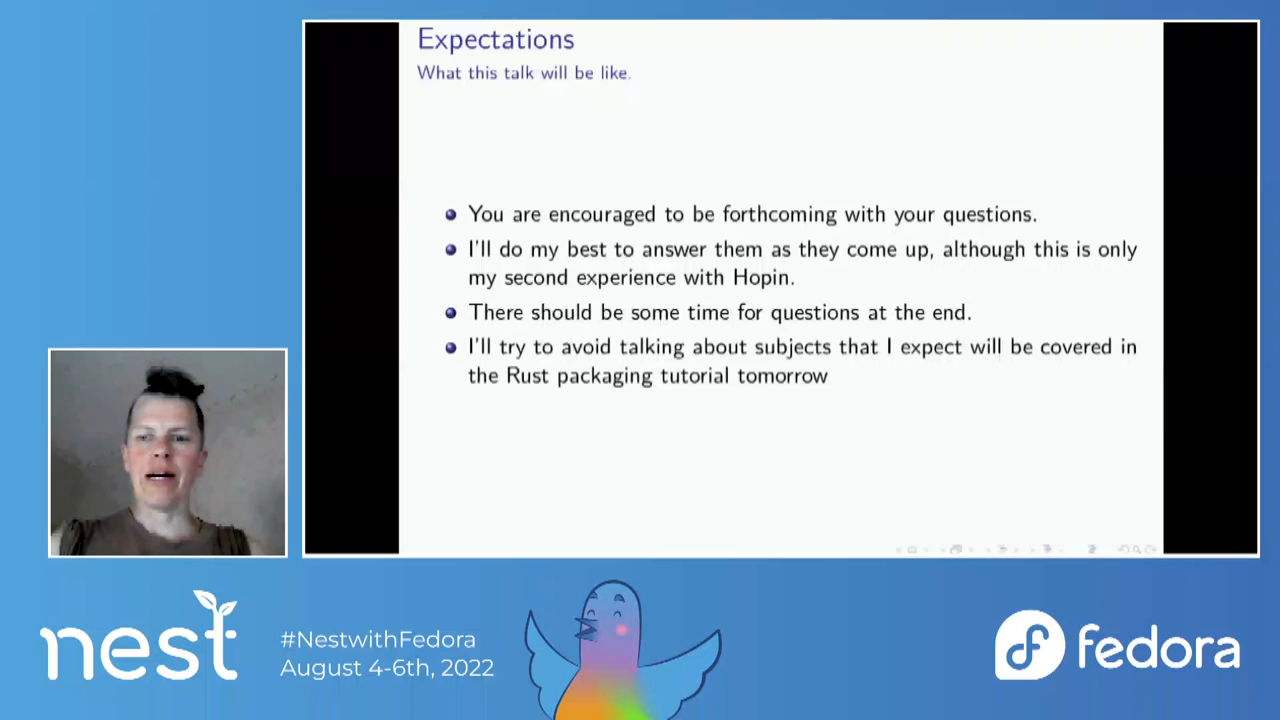 Expectations
What this talk will be like.
You are encouraged to be forthcoming with your questions.
I'll do my best to answer them as they come up, although this is only
my second experience with Hopin.
There should be some time for questions at the end.
I'll try to avoid talking about subjects that I expect will be covered in
the Rust packaging tutorial tomorrow
nest
#NestwithFedora
August 4-6th, 2022
fedora